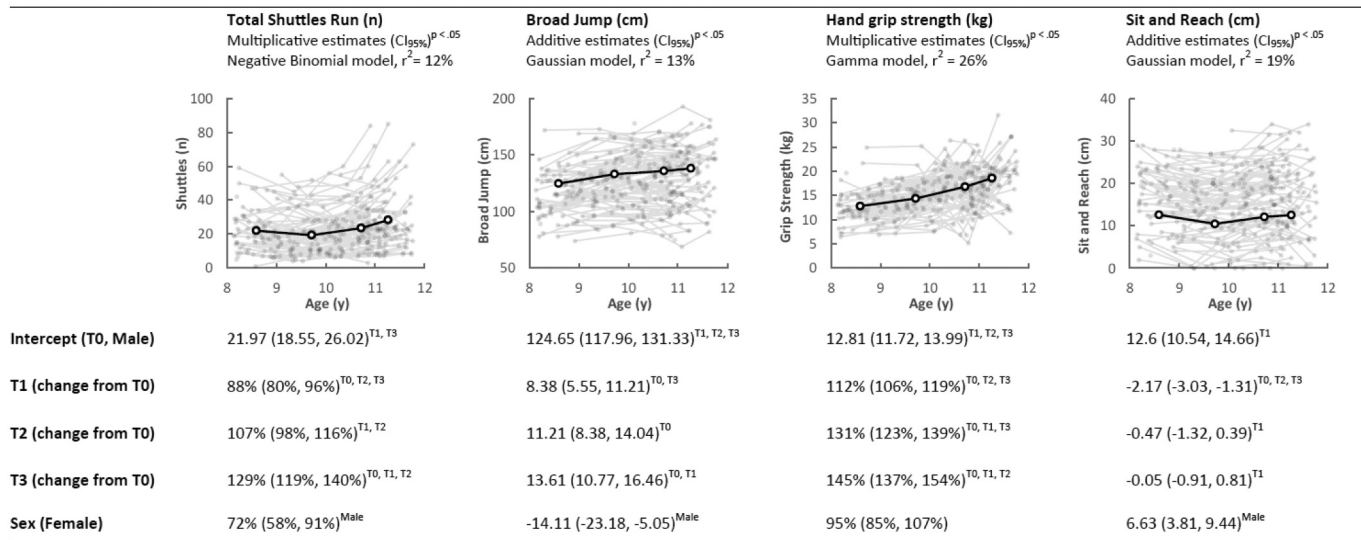 Total Shuttles Run (n) Broad Jump (cm) Hand grip strength (kg) Sit and Reach (cm)
Multiplicative estimates (CI95%)p < .05 Additive estimates (CI95%)p < .05 Multiplicative estimates (CI95%)p < .05 Additive estimates (CI95%)p < .05
Negative Binomial model, r2= 12% Gaussian model, r2 = 13% Gamma model, r2 = 26% Gaussian model, r2 = 19%
Shuttles (n)
100
80
60
40
20
0
8 9 10 11 12
Age (y)
Broad Jump (cm)
200
150
100
50
8 9 10 11 12
Age (y)
Grip Strength (kg)
35
30
25
20
15
10
5
0
8 9 10 11 12
Age (y)
Sit and Reach (cm)
40
30
20
10
0
8 9 10 11 12
Age (y)
Intercept (T0, Male) 21.97 (18.55, 26.02)T1, T3 124.65 (117.96, 131.33)T1, T2, T3 12.81 (11.72, 13.99)T1, T2, T3 12.6 (10.54, 14.66)T1
T1 (change from T0) 88% (80%, 96%)T0, T2, T3 8.38 (5.55, 11.21)T0, T3 112% (106%, 119%)T0, T2, T3 -2.17 (-3.03, -1.31)T0, T2, T3
T2 (change from T0) 107% (98%, 116%)T1, T2 11.21 (8.38, 14.04)T0 131% (123%, 139%)T0, T1, T3 -0.47 (-1.32, 0.39)T1
T3 (change from T0) 129% (119%, 140%)T0, T1, T2 13.61 (10.77, 16.46)T0, T1 145% (137%, 154%)T0, T1, T2 -0.05 (-0.91, 0.81)T1
Sex (Female) 72% (58%, 91%)Male -14.11 (-23.18, -5.05)Male 95% (85%, 107%) 6.63 (3.81, 9.44)Male